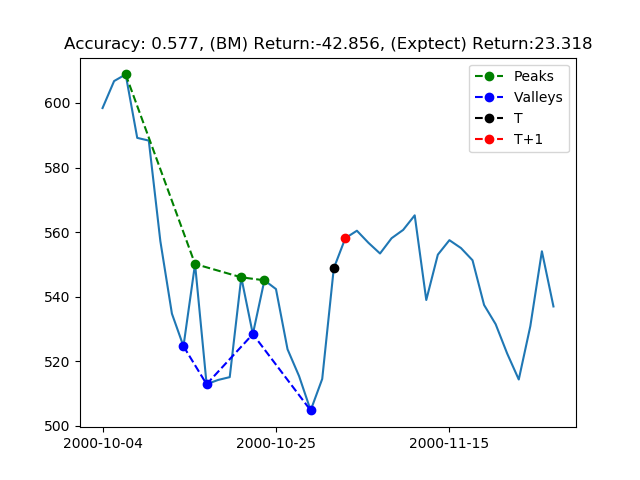 Accuracy: 0.577, (BM) Return:-42.856, (Exptect) Return:23.318
Peaks
Valleys
T
T+1
600
580
560
540
520
500
2000-10-04
2000-10-25
2000-11-15